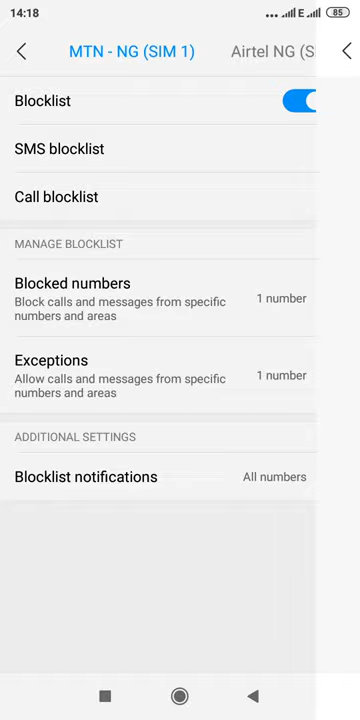 14:18
E
85
MTN - NG (SIM 1)
Airtel NG (S
Blocklist
SMS blocklist
Call blocklist
MANAGE BLOCKLIST
Blocked numbers
Block calls and messages from specific
numbers and areas
1 number
Exceptions
Allow calls and messages from specific
numbers and areas
1 number
ADDITIONAL SETTINGS
Blocklist notifications
All numbers